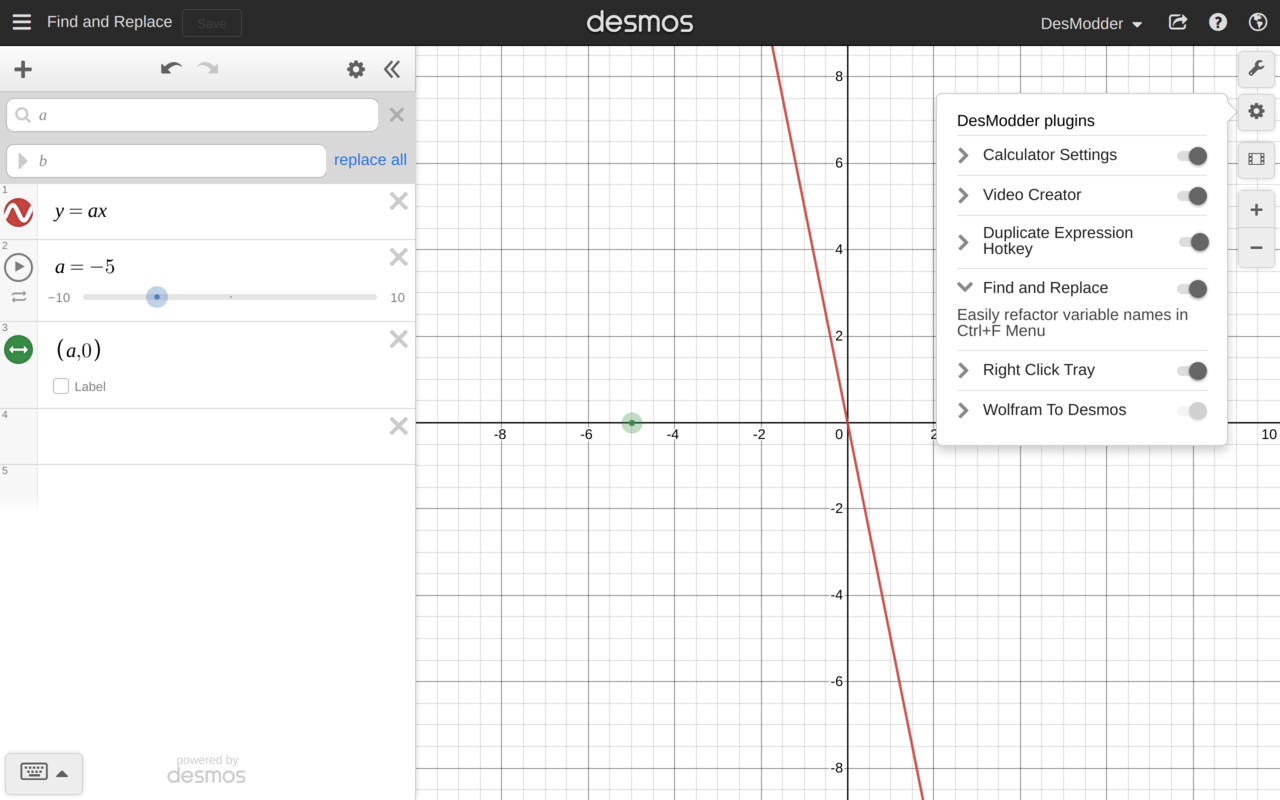 Find and Replace
Save
desmos
DesModder
a
b
replace all
1
y = ax
2
a = −5
−10
10
3
(a,0)
Label
4
5
powered by
desmos
8
6
4
2
-8
-6
-4
-2
0
2
10
-2
-4
-6
-8
DesModder plugins
Calculator Settings
Video Creator
Duplicate Expression
Hotkey
Find and Replace
Easily refactor variable names in
Ctrl+F Menu
Right Click Tray
Wolfram To Desmos